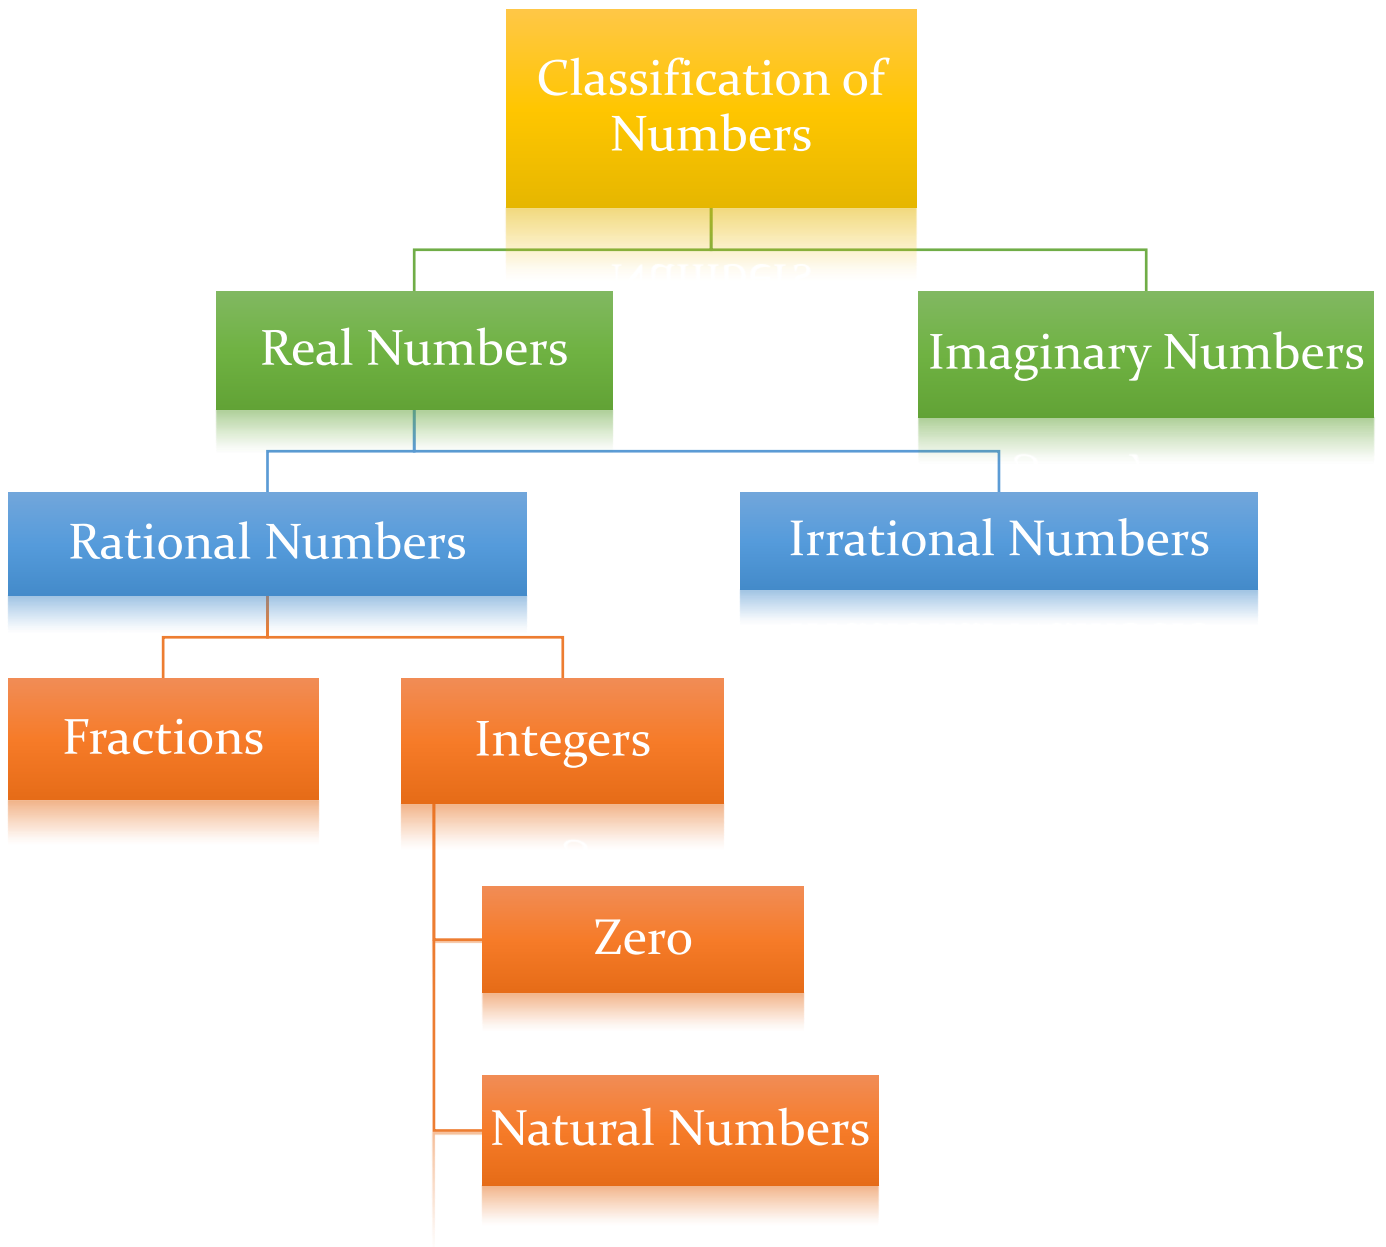 Classification of
Numbers
Real Numbers
Imaginary Numbers
Rational Numbers
Irrational Numbers
Fractions
Integers
Zero
Natural Numbers